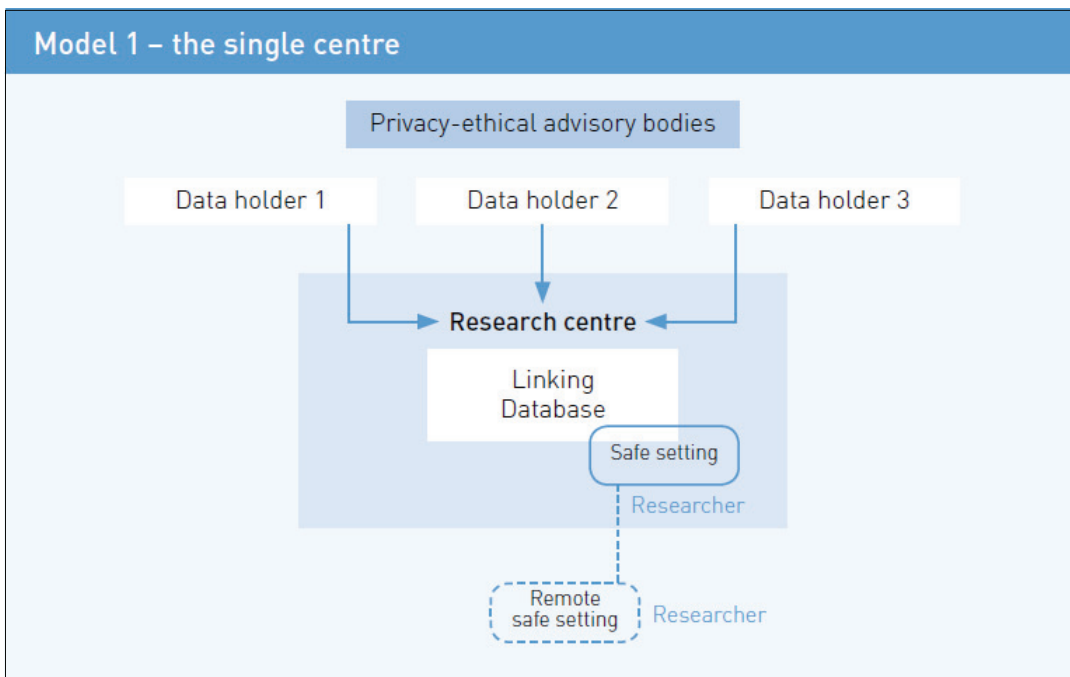 Model 1 – the single centre
Privacy-ethical advisory bodies
Data holder 1
Data holder 2
Data holder 3
Research centre
Linking
Database
Safe setting
Researcher
Remote
safe setting
Researcher